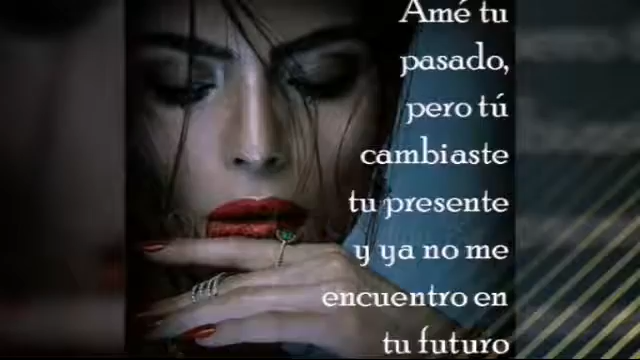 Amé tu
pasado,
pero tú
cambiaste
tu presente
y ya no me
encuentro en
tu futuro